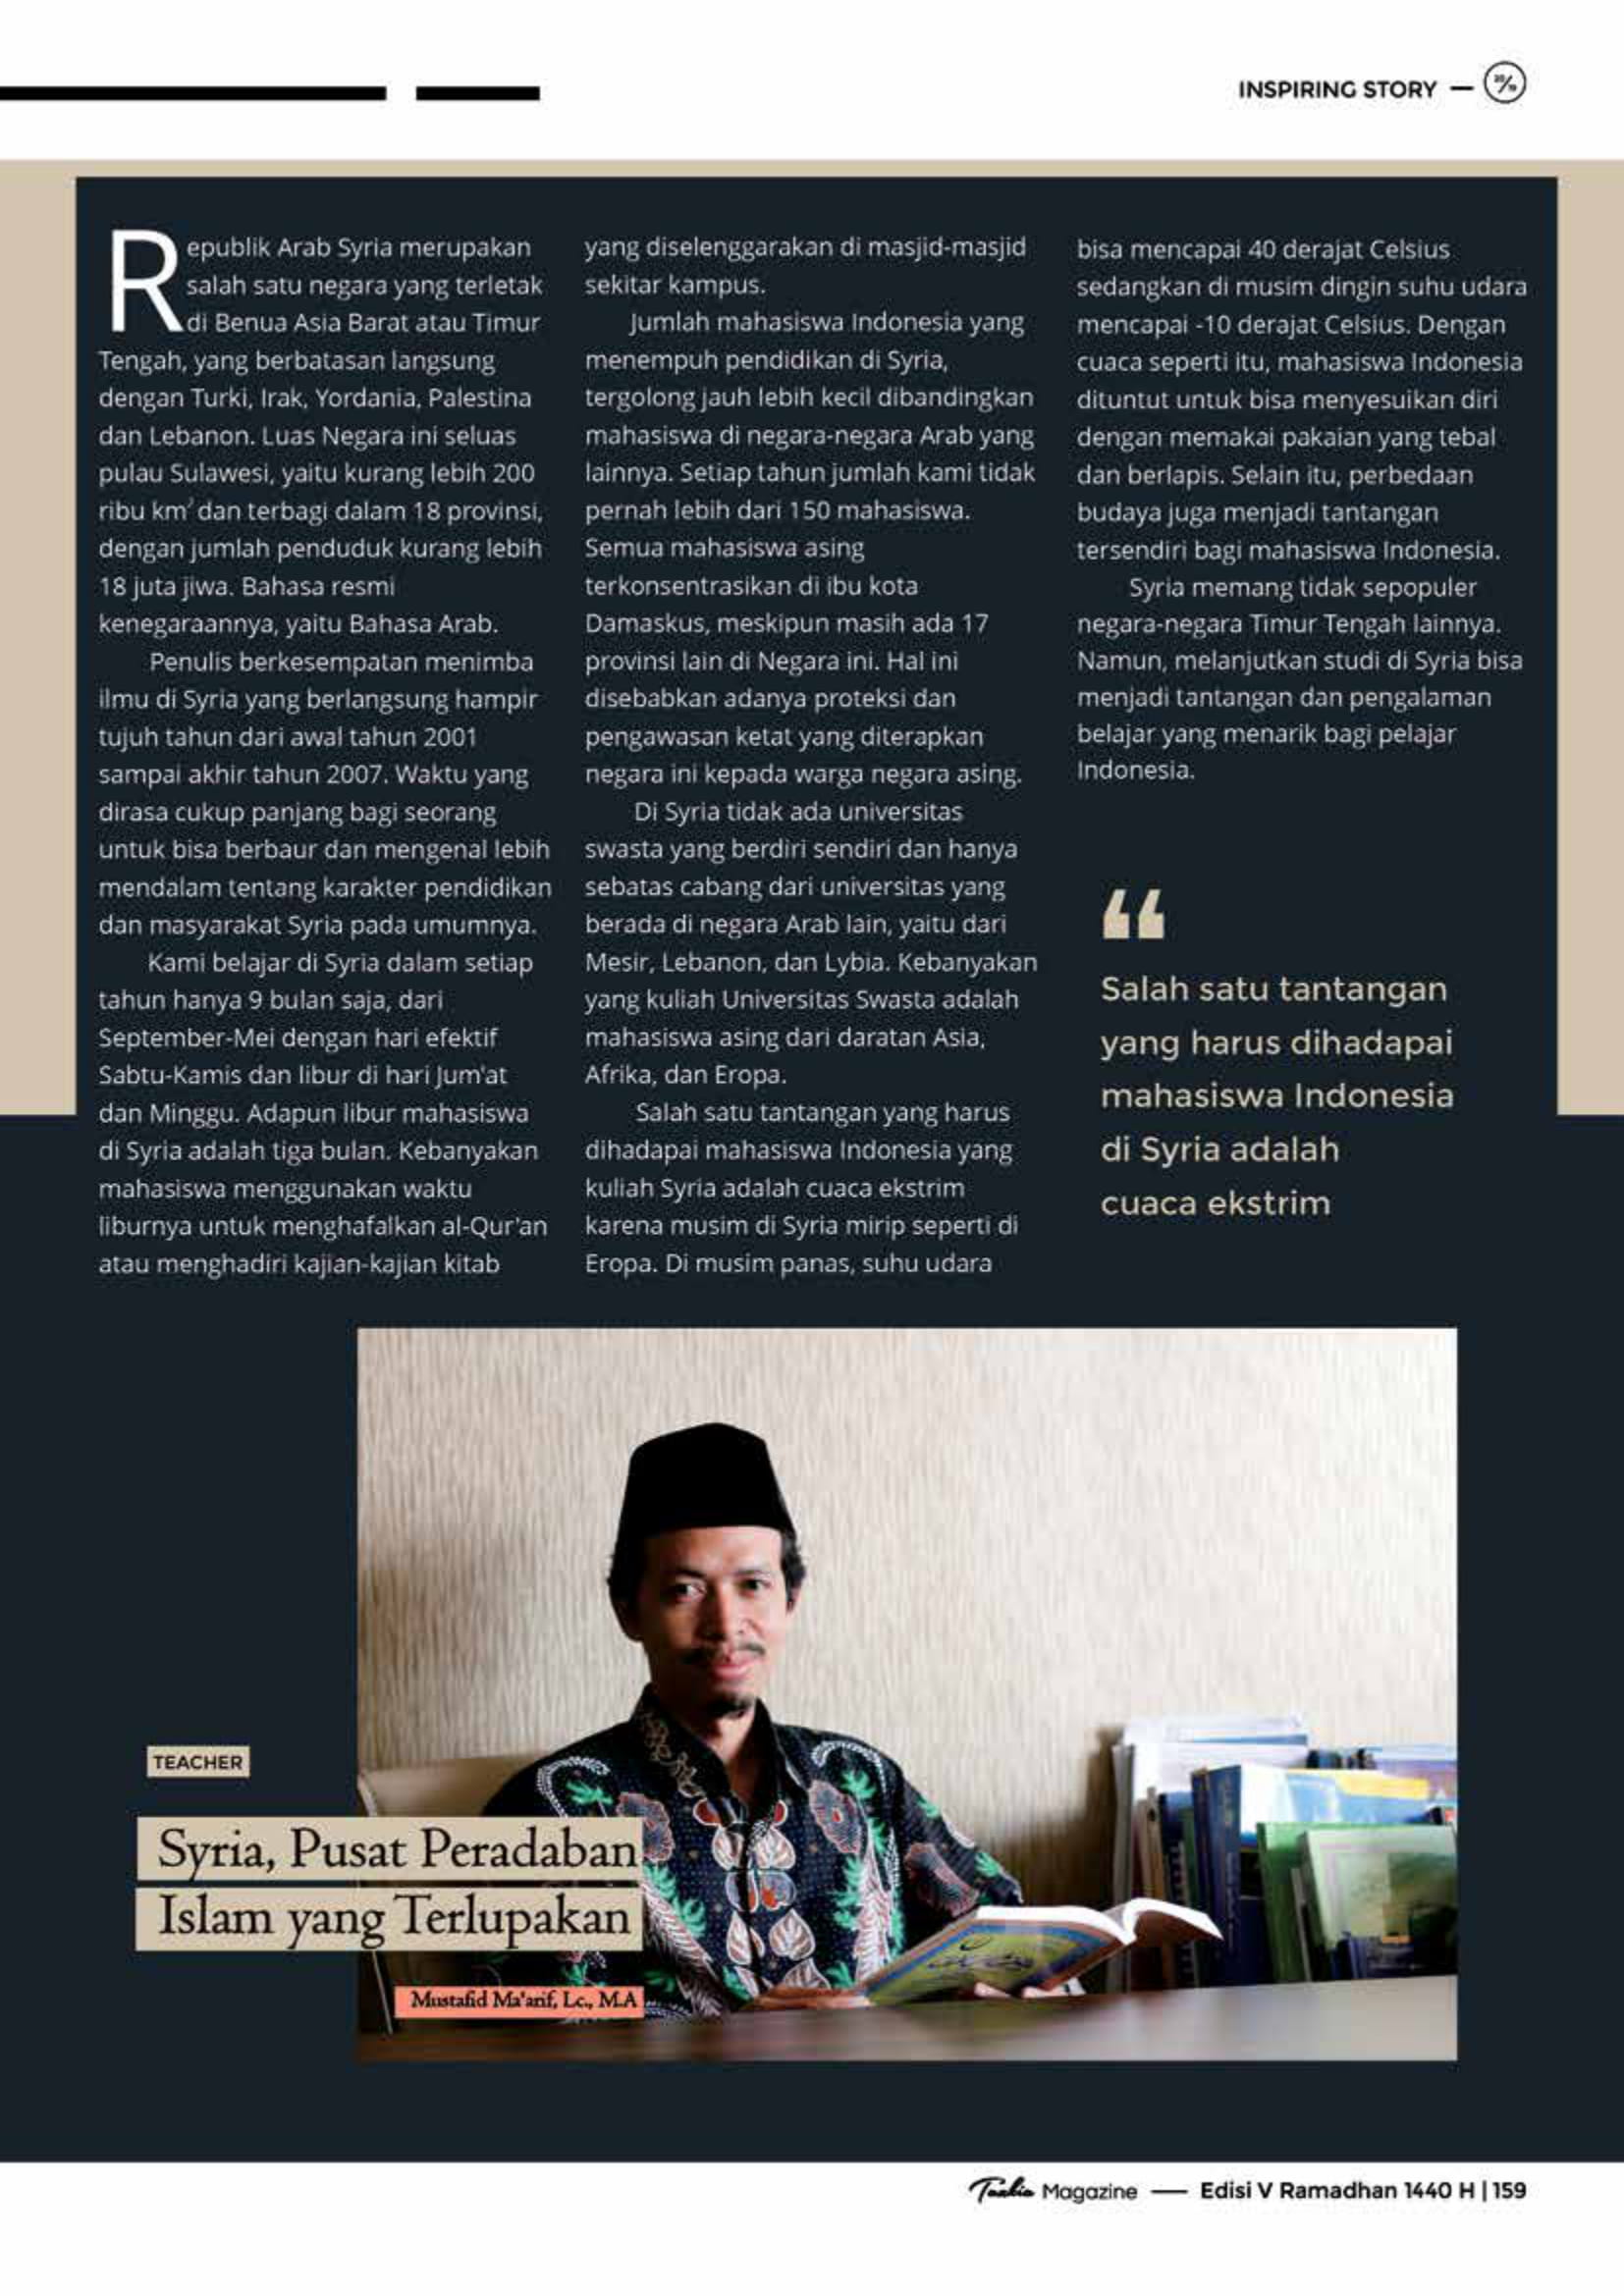 INSPIRING STORY —
Republik Arab Syria merupakan
salah satu negara yang terletak
di Benua Asia Barat atau Timur
Tengah, yang berbatasan langsung
dengan Turki, Irak, Yordania, Palestina
dan Lebanon. Luas Negara ini seluas
pulau Sulawesi, yaitu kurang lebih 200
ribu km² dan terbagi dalam 18 provinsi,
dengan jumlah penduduk kurang lebih
18 juta jiwa. Bahasa resmi
kenegaraannya, yaitu Bahasa Arab.
Penulis berkesempatan menimba
ilmu di Syria yang berlangsung hampir
tujuh tahun dari awal tahun 2001
sampai akhir tahun 2007. Waktu yang
dirasa cukup panjang bagi seorang
untuk bisa berbaur dan mengenal lebih
mendalam tentang karakter pendidikan
dan masyarakat Syria pada umumnya.
Kami belajar di Syria dalam setiap
tahun hanya 9 bulan saja, dari
September-Mei dengan hari efektif
Sabtu-Kamis dan libur di hari Jum'at
dan Minggu. Adapun libur mahasiswa
di Syria adalah tiga bulan. Kebanyakan
mahasiswa menggunakan waktu
liburnya untuk menghafalkan al-Qur'an
atau menghadiri kajian-kajian kitab
yang diselenggarakan di masjid-masjid
sekitar kampus.
Jumlah mahasiswa Indonesia yang
menempuh pendidikan di Syria,
tergolong jauh lebih kecil dibandingkan
mahasiswa di negara-negara Arab yang
lainnya. Setiap tahun jumlah kami tidak
pernah lebih dari 150 mahasiswa.
Semua mahasiswa asing
terkonsentrasikan di ibu kota
Damaskus, meskipun masih ada 17
provinsi lain di Negara ini. Hal ini
disebabkan adanya proteksi dan
pengawasan ketat yang diterapkan
negara ini kepada warga negara asing.
Di Syria tidak ada universitas
swasta yang berdiri sendiri dan hanya
sebatas cabang dari universitas yang
berada di negara Arab lain, yaitu dari
Mesir, Lebanon, dan Lybia. Kebanyakan
yang kuliah Universitas Swasta adalah
mahasiswa asing dari daratan Asia,
Afrika, dan Eropa.
Salah satu tantangan yang harus
dihadapai mahasiswa Indonesia yang
kuliah Syria adalah cuaca ekstrim
karena musim di Syria mirip seperti di
Eropa. Di musim panas, suhu udara
bisa mencapai 40 derajat Celsius
sedangkan di musim dingin suhu udara
mencapai -10 derajat Celsius. Dengan
cuaca seperti itu, mahasiswa Indonesia
dituntut untuk bisa menyesuikan diri
dengan memakai pakaian yang tebal
dan berlapis. Selain itu, perbedaan
budaya juga menjadi tantangan
tersendiri bagi mahasiswa Indonesia.
Syria memang tidak sepopuler
negara-negara Timur Tengah lainnya.
Namun, melanjutkan studi di Syria bisa
menjadi tantangan dan pengalaman
belajar yang menarik bagi pelajar
Indonesia.
“
Salah satu tantangan
yang harus dihadapai
mahasiswa Indonesia
di Syria adalah
cuaca ekstrim
TEACHER
Syria, Pusat Peradaban
Islam yang Terlupakan
Mustafid Ma'arif, Lc., M.A
Tazkia Magazine — Edisi V Ramadhan 1440 H | 159